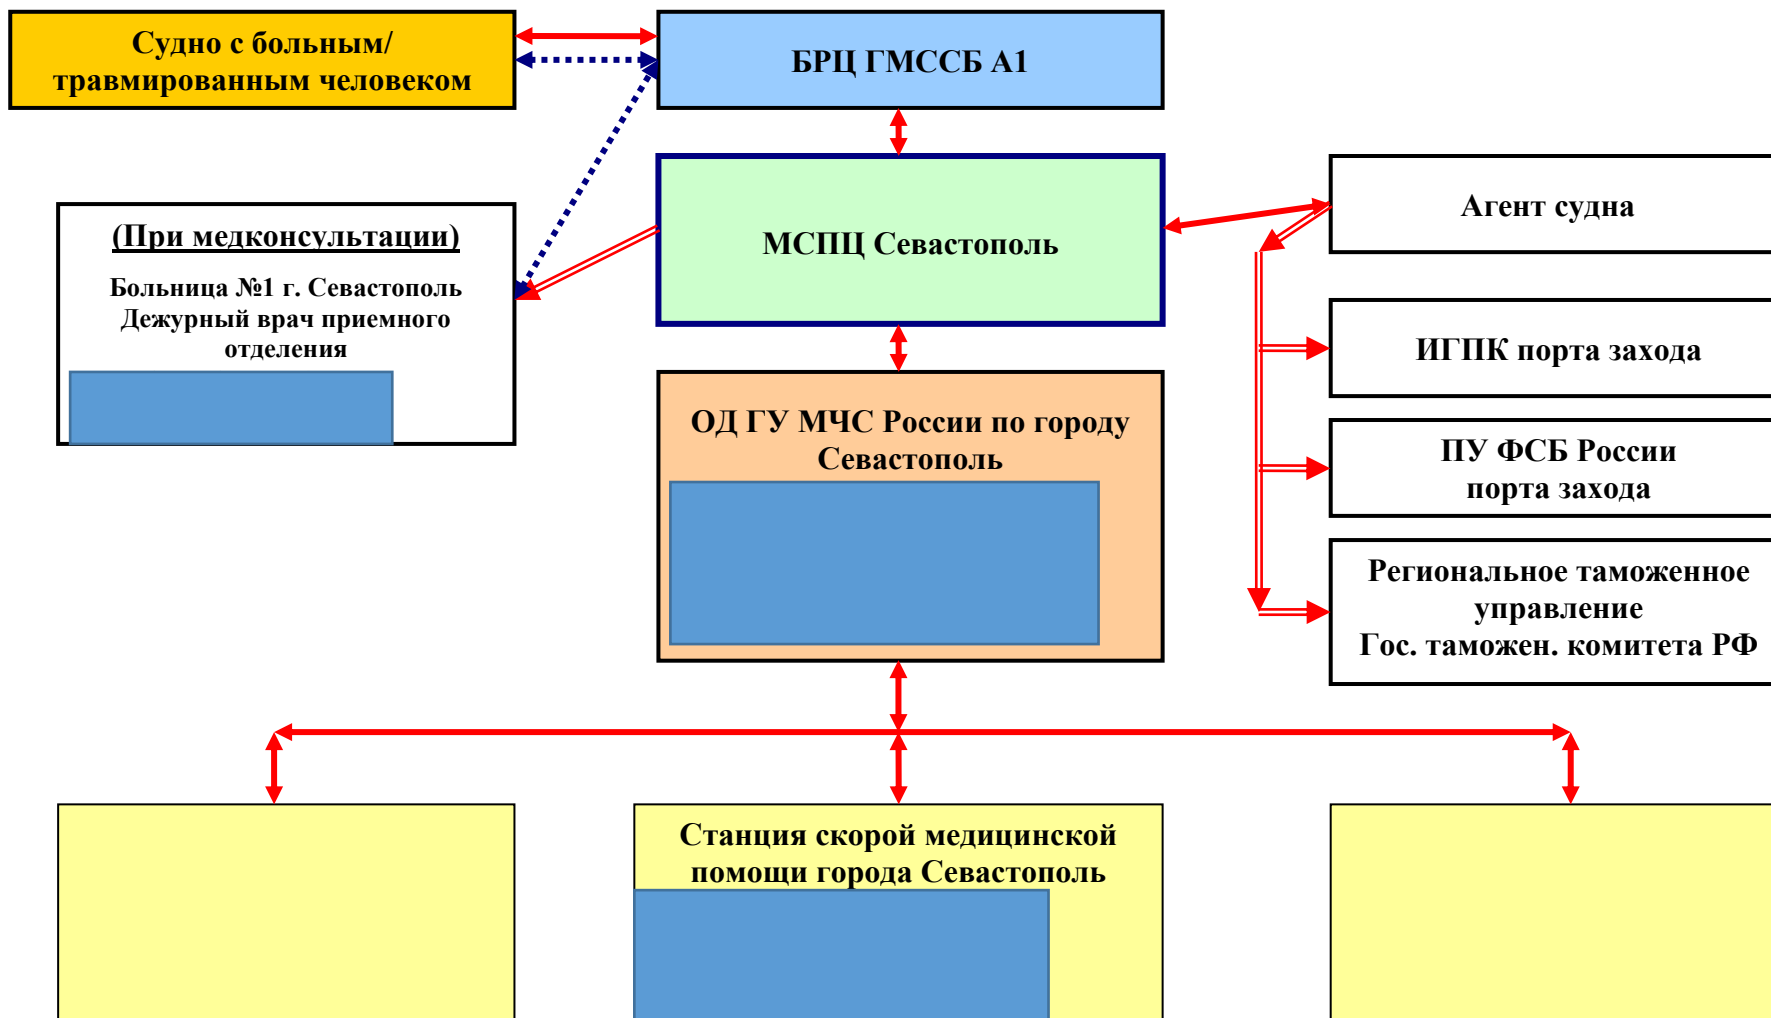 Судно с больным/
травмированным человеком
БРЦ ГМССБ А1
(При медконсультации)
Больница №1 г. Севастополь
Дежурный врач приемного
отделения
МСПЦ Севастополь
Агент судна
ИГПК порта захода
ОД ГУ МЧС России по городу
Севастополь
ПУ ФСБ России
порта захода
Региональное таможенное
управление
Гос. таможен. комитета РФ
Станция скорой медицинской
помощи города Севастополь